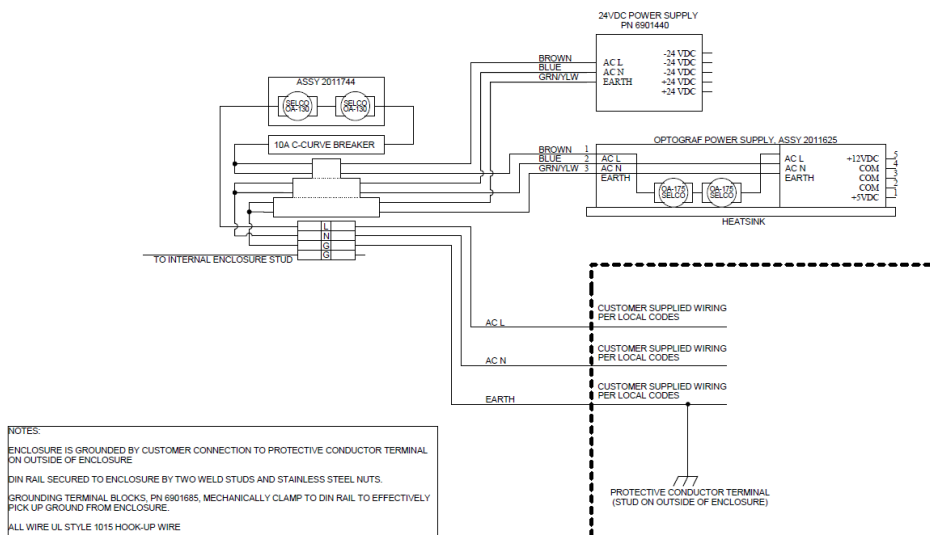 24VDC POWER SUPPLY
PN 6901440
BROWN
BLUE
GRN/YLW
AC L
AC N
EARTH
-24 VDC
-24 VDC
-24 VDC
+24 VDC
+24 VDC
ASSY 2011744
SELCO
OA-130
SELCO
OA-130
10A C-CURVE BREAKER
OPTOGRAF POWER SUPPLY, ASSY 2011625
BROWN 1
BLUE 2
GRN/YLW 3
AC L
AC N
EARTH
OA-175
SELCO
OA-175
SELCO
AC L
AC N
EARTH
+12VDC
COM
COM
COM
+5VDC
5
4
3
2
1
HEATSINK
L
N
G
G
TO INTERNAL ENCLOSURE STUD
AC L
CUSTOMER SUPPLIED WIRING
PER LOCAL CODES
AC N
CUSTOMER SUPPLIED WIRING
PER LOCAL CODES
EARTH
CUSTOMER SUPPLIED WIRING
PER LOCAL CODES
PROTECTIVE CONDUCTOR TERMINAL
(STUD ON OUTSIDE OF ENCLOSURE)
NOTES:
ENCLOSURE IS GROUNDED BY CUSTOMER CONNECTION TO PROTECTIVE CONDUCTOR TERMINAL
ON OUTSIDE OF ENCLOSURE
DIN RAIL SECURED TO ENCLOSURE BY TWO WELD STUDS AND STAINLESS STEEL NUTS.
GROUNDING TERMINAL BLOCKS, PN 6901685, MECHANICALLY CLAMP TO DIN RAIL TO EFFECTIVELY
PICK UP GROUND FROM ENCLOSURE.
ALL WIRE UL STYLE 1015 HOOK-UP WIRE